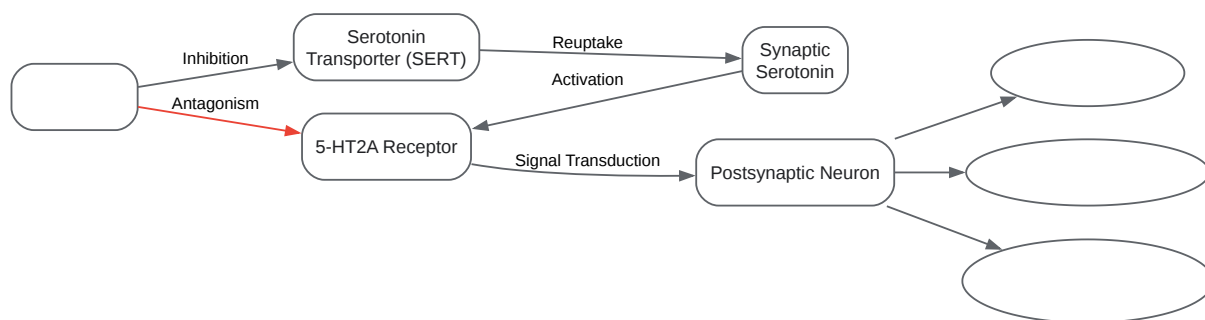 Inhibition
Serotonin
Transporter (SERT)
Reuptake
Synaptic
Serotonin
Antagonism
Activation
5-HT2A Receptor
Signal Transduction
Postsynaptic Neuron